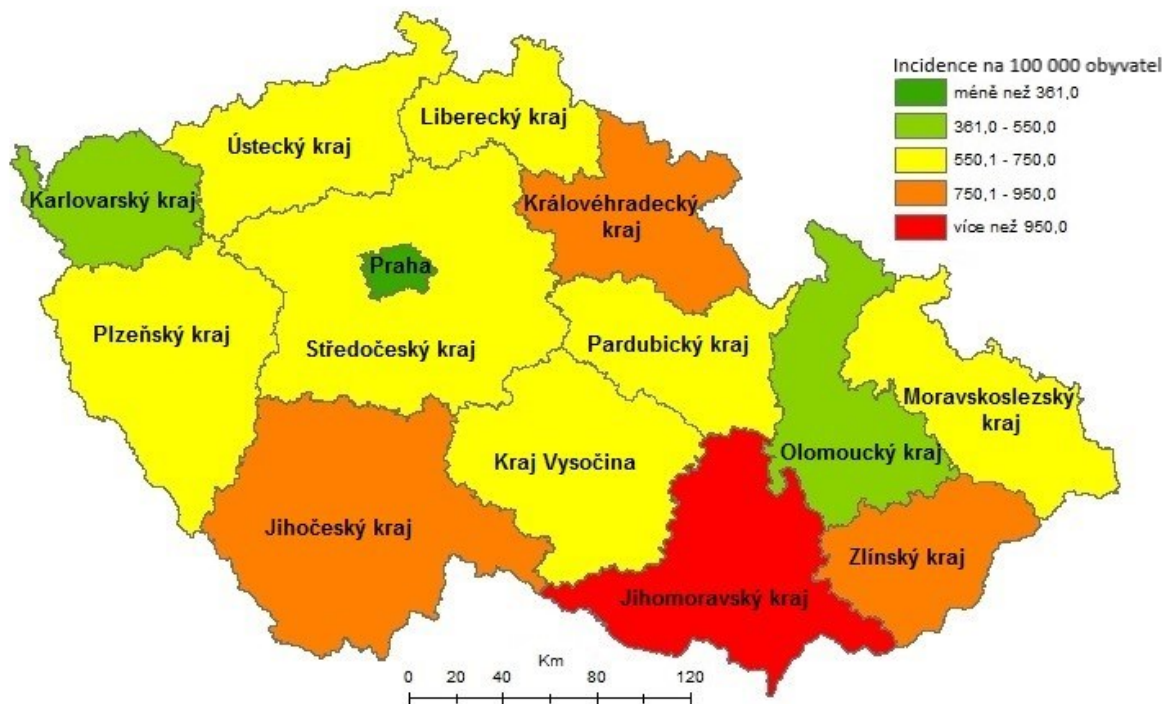 Incidence na 100 000 obyvatel
méně než 361,0
361,0 - 550,0
550,1 - 750,0
750,1 - 950,0
více než 950,0
Liberecký kraj
Ústecký kraj
Karlovarský kraj
Královéhradecký
kraj
Praha
Plzeňský kraj
Středočeský kraj
Pardubický kraj
Moravskoslezský
kraj
Olomoucký kraj
Kraj Vysočina
Jihočeský kraj
Zlínský kraj
Jihomoravský kraj
Km
0 20 40 80 120